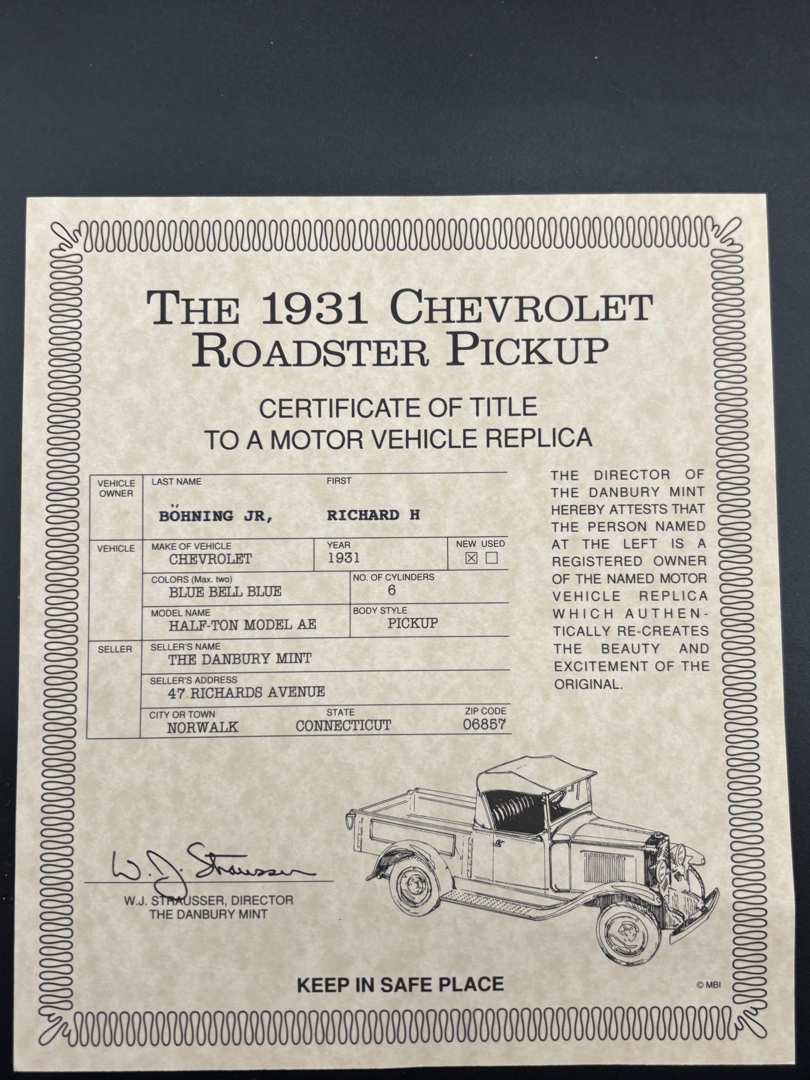 THE 1931 CHEVROLET
ROADSTER PICKUP
CERTIFICATE OF TITLE
TO A MOTOR VEHICLE REPLICA
VEHICLE OWNER
LAST NAME FIRST
BÖHNING JR, RICHARD H
VEHICLE
MAKE OF VEHICLE YEAR NEW USED
CHEVROLET 1931 ☒ ☐
COLORS (Max. two) NO. OF CYLINDERS
BLUE BELL BLUE 6
MODEL NAME BODY STYLE
HALF-TON MODEL AE PICKUP
SELLER
SELLER'S NAME
THE DANBURY MINT
SELLER'S ADDRESS
47 RICHARDS AVENUE
CITY OR TOWN STATE ZIP CODE
NORWALK CONNECTICUT 06857
THE DIRECTOR OF
THE DANBURY MINT
HEREBY ATTESTS THAT
THE PERSON NAMED
AT THE LEFT IS A
REGISTERED OWNER
OF THE NAMED MOTOR
VEHICLE REPLICA
WHICH AUTHEN-
TICALLY RE-CREATES
THE BEAUTY AND
EXCITEMENT OF THE
ORIGINAL.
W. J. Strausser
W.J. STRAUSSER, DIRECTOR
THE DANBURY MINT
KEEP IN SAFE PLACE
© MBI